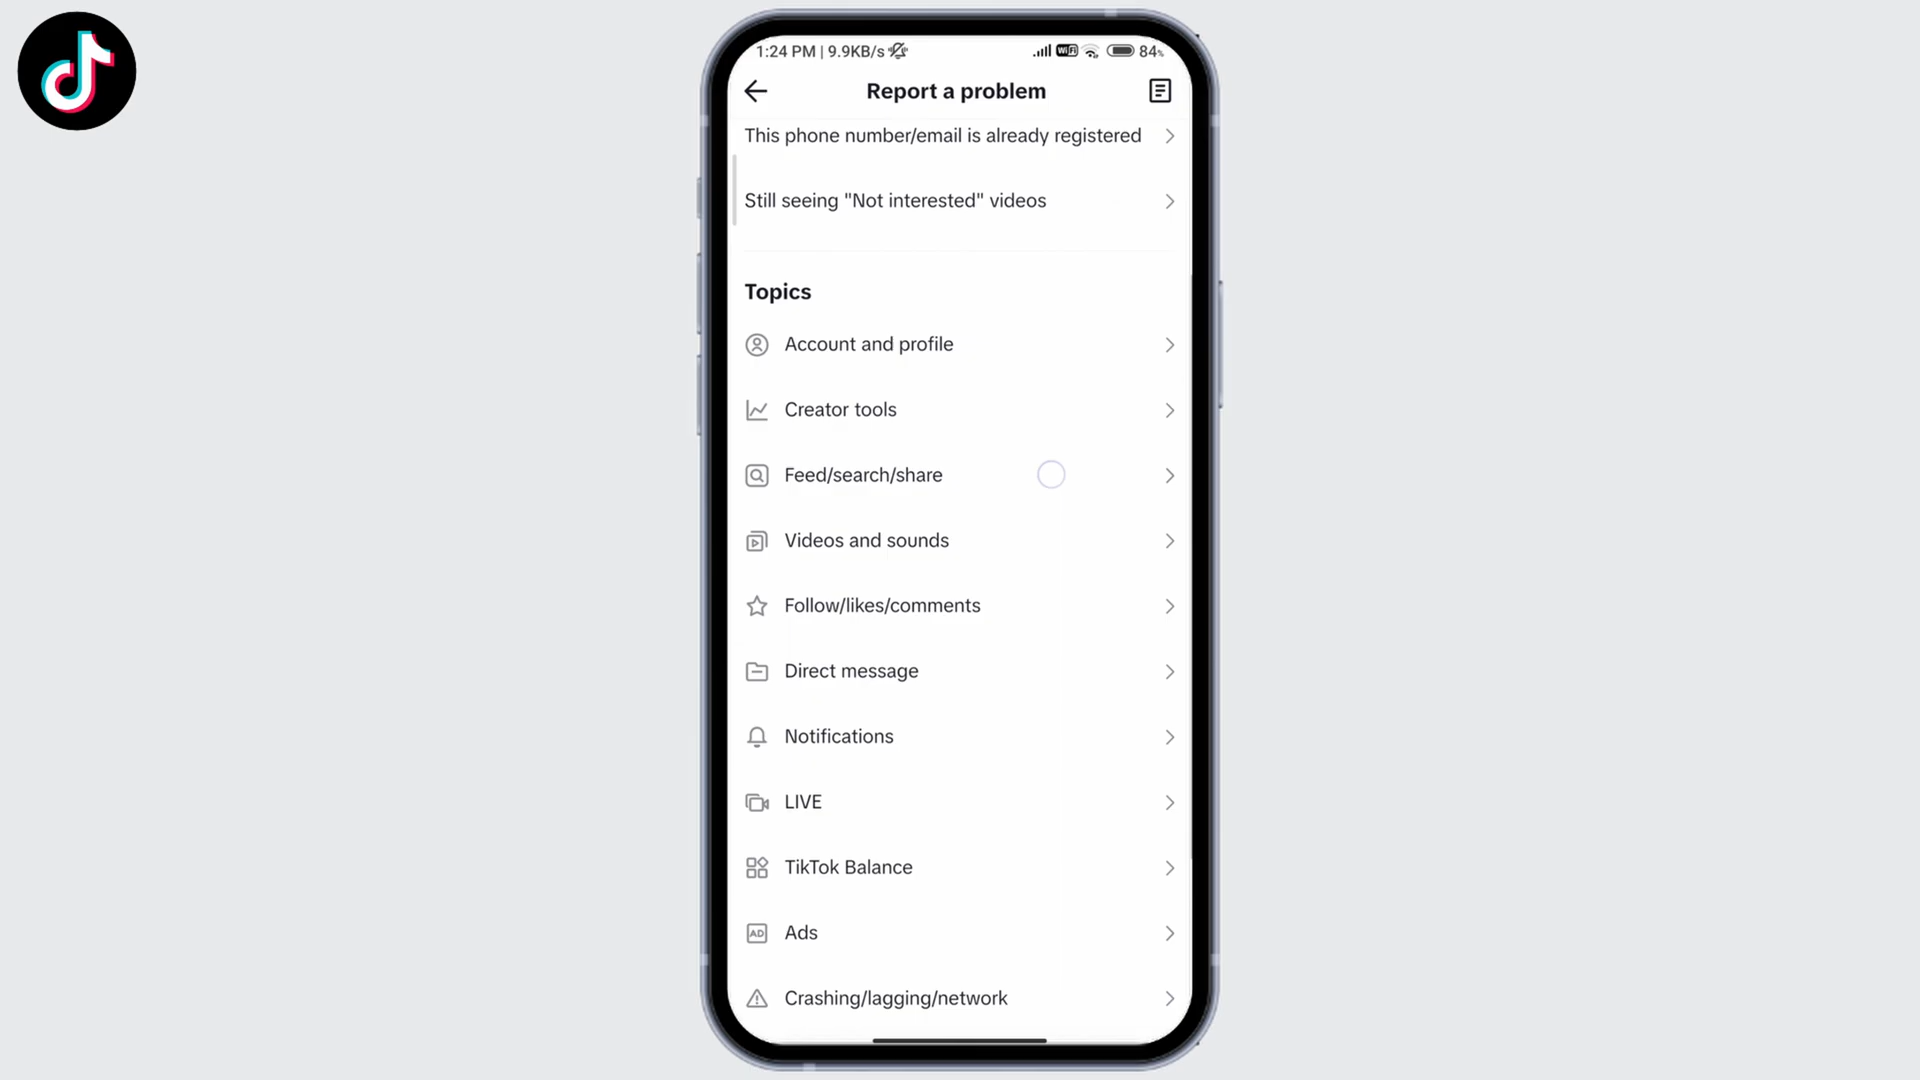 1:24 PM | 9.9KB/s WiFi 84%
Report a problem
This phone number/email is already registered
Still seeing "Not interested" videos
Topics
Account and profile
Creator tools
Feed/search/share
Videos and sounds
Follow/likes/comments
Direct message
Notifications
LIVE
TikTok Balance
AD Ads
Crashing/lagging/network